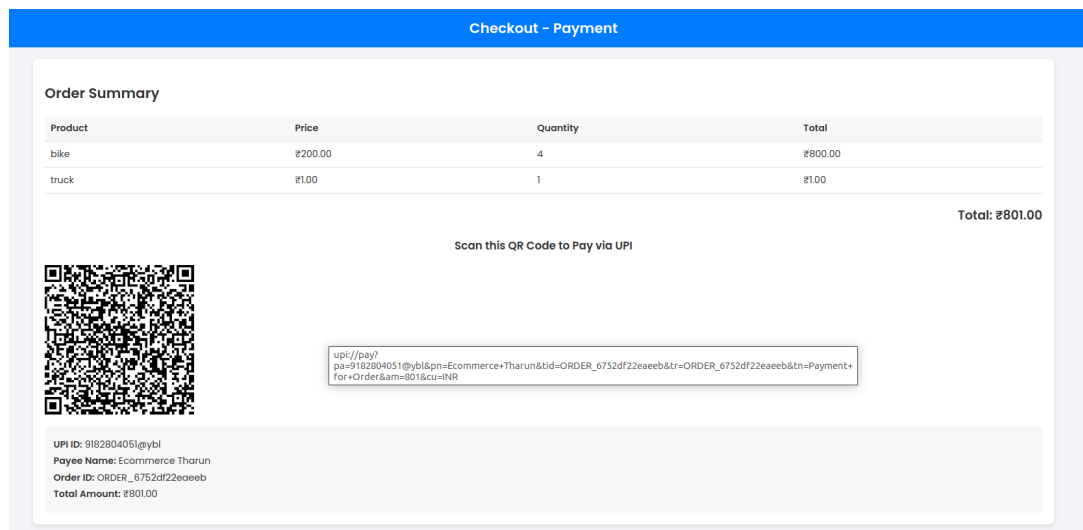 Checkout - Payment
Order Summary
Product Price Quantity Total
bike ₹200.00 4 ₹800.00
truck ₹1.00 1 ₹1.00
Total: ₹801.00
Scan this QR Code to Pay via UPI
upi://pay?
pa=9182804051@ybl&pn=Ecommerce+Tharun&tid=ORDER_6752df22eaeeb&tr=ORDER_6752df22eaeeb&tn=Payment+
for+Order&am=801&cu=INR
UPI ID: 9182804051@ybl
Payee Name: Ecommerce Tharun
Order ID: ORDER_6752df22eaeeb
Total Amount: ₹801.00